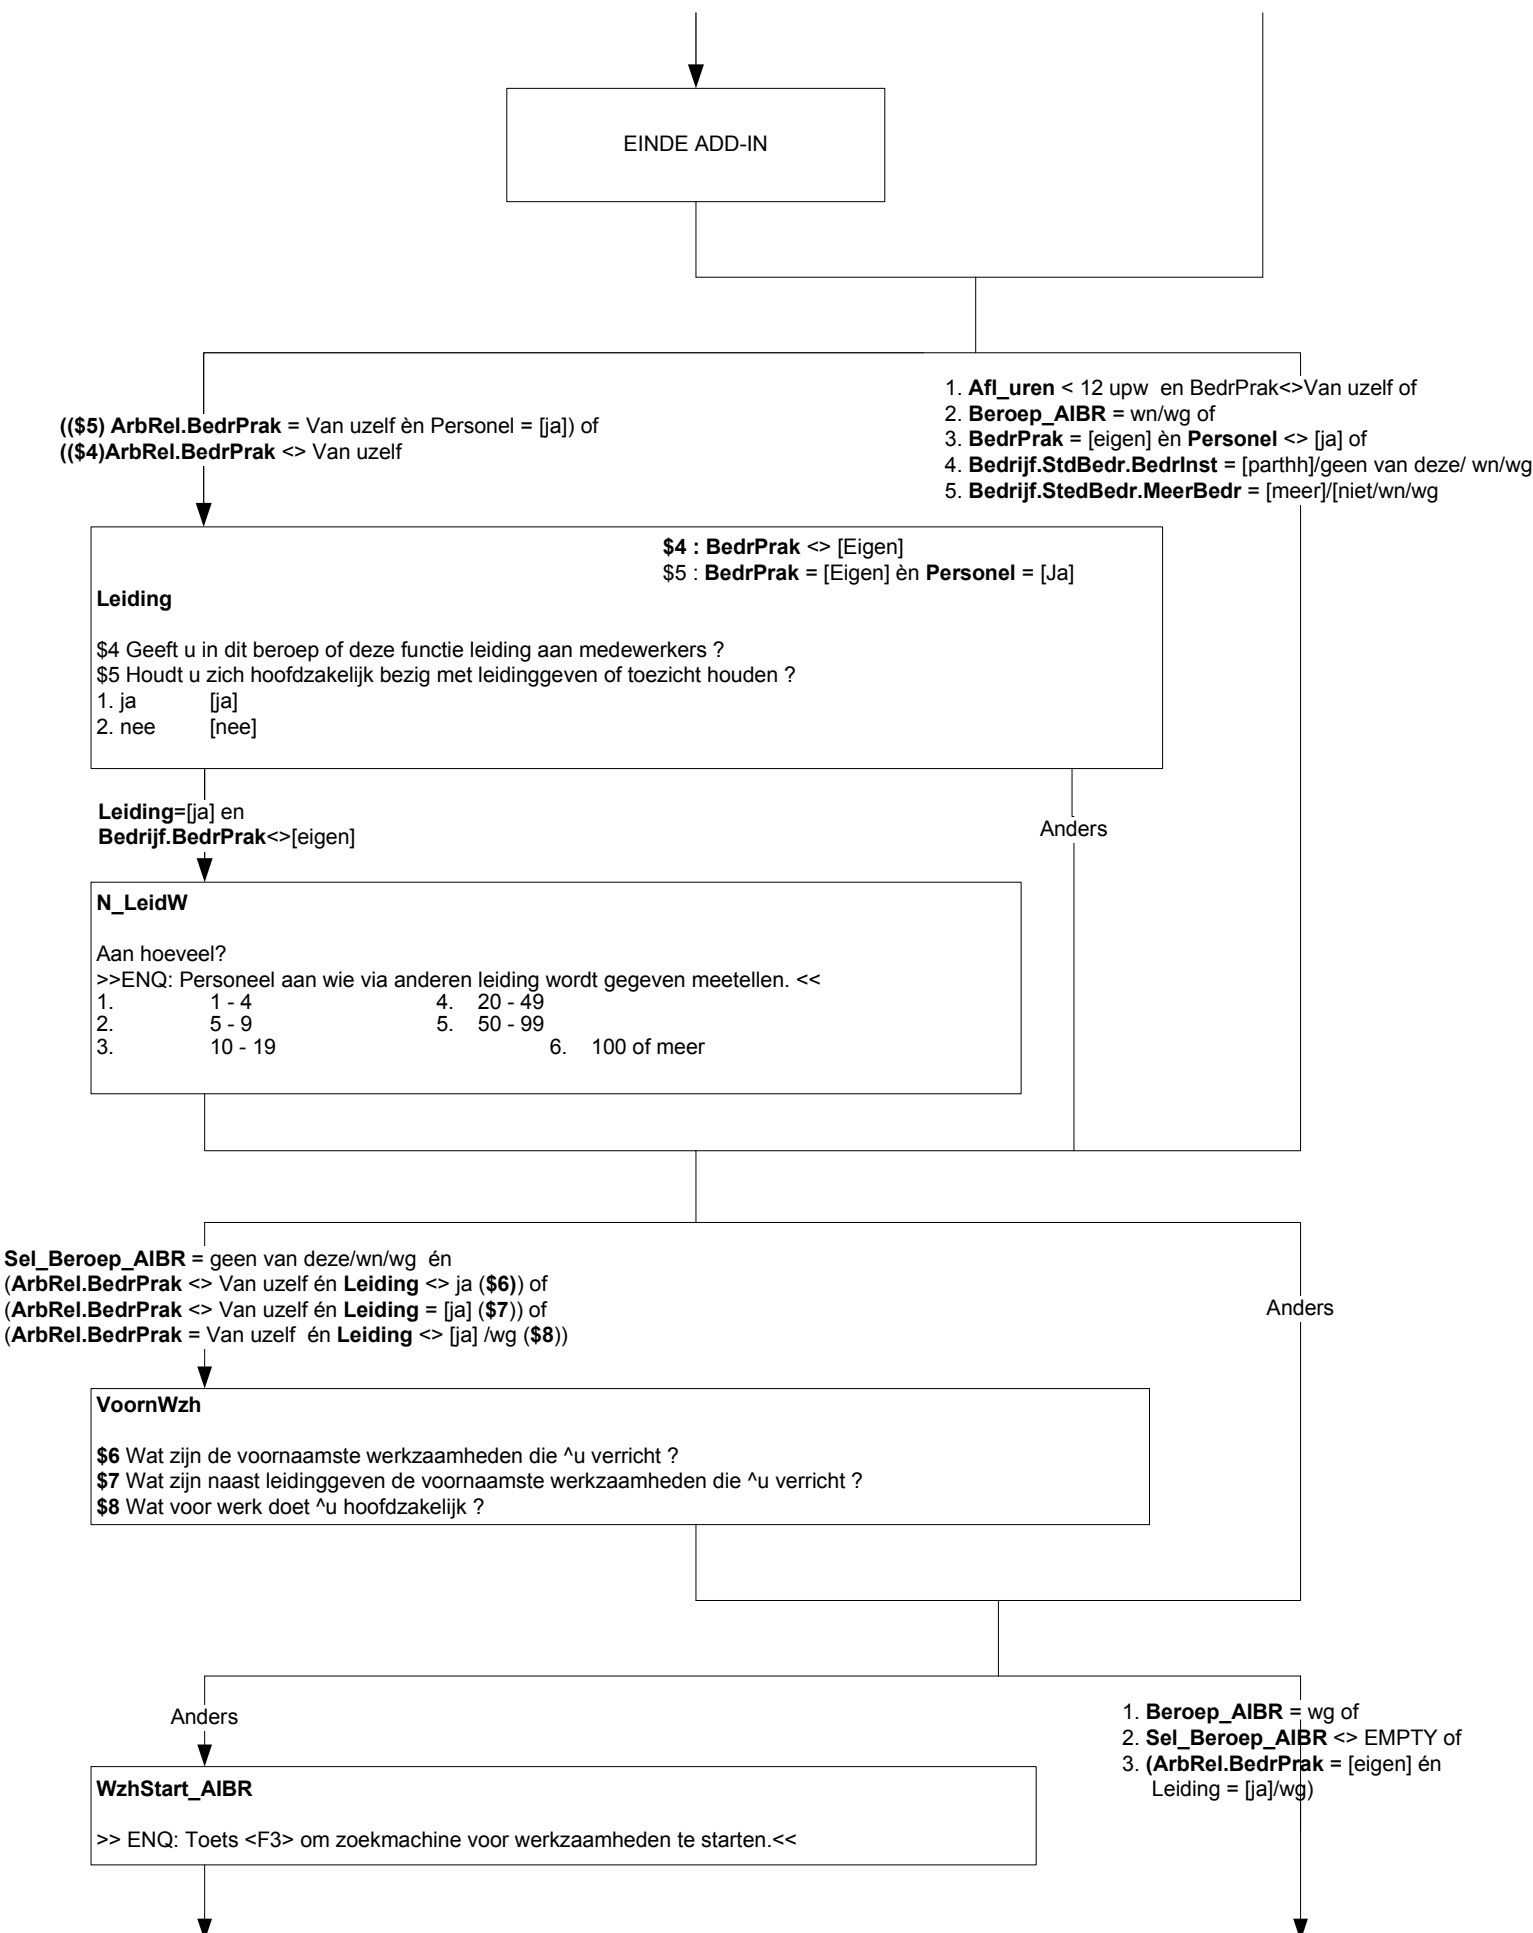 EINDE ADD-IN
1. Afl_uren < 12 upw en BedrPrak<>Van uzelf of
2. Beroep_AIBR = wn/wg of
3. BedrPrak = [eigen] èn Personel <> [ja] of
4. Bedrijf.StdBedr.BedrInst = [parthh]/geen van deze/ wn/wg
5. Bedrijf.StedBedr.MeerBedr = [meer]/[niet/wn/wg
(($5) ArbRel.BedrPrak = Van uzelf èn Personel = [ja]) of
(($4)ArbRel.BedrPrak <> Van uzelf
$4 : BedrPrak <> [Eigen]
$5 : BedrPrak = [Eigen] èn Personel = [Ja]
Leiding
$4 Geeft u in dit beroep of deze functie leiding aan medewerkers ?
$5 Houdt u zich hoofdzakelijk bezig met leidinggeven of toezicht houden ?
1. ja [ja]
2. nee [nee]
Leiding=[ja] en
Bedrijf.BedrPrak<>[eigen]
Anders
N_LeidW
Aan hoeveel?
>>ENQ: Personeel aan wie via anderen leiding wordt gegeven meetellen. <<
1. 1 - 4 4. 20 - 49
2. 5 - 9 5. 50 - 99
3. 10 - 19 6. 100 of meer
Sel_Beroep_AIBR = geen van deze/wn/wg én
(ArbRel.BedrPrak <> Van uzelf én Leiding <> ja ($6)) of
(ArbRel.BedrPrak <> Van uzelf én Leiding = [ja] ($7)) of
(ArbRel.BedrPrak = Van uzelf én Leiding <> [ja] /wg ($8))
Anders
VoornWzh
$6 Wat zijn de voornaamste werkzaamheden die ^u verricht ?
$7 Wat zijn naast leidinggeven de voornaamste werkzaamheden die ^u verricht ?
$8 Wat voor werk doet ^u hoofdzakelijk ?
Anders
1. Beroep_AIBR = wg of
2. Sel_Beroep_AIBR <> EMPTY of
3. (ArbRel.BedrPrak = [eigen] én
Leiding = [ja]/wg)
WzhStart_AIBR
>> ENQ: Toets <F3> om zoekmachine voor werkzaamheden te starten.<<